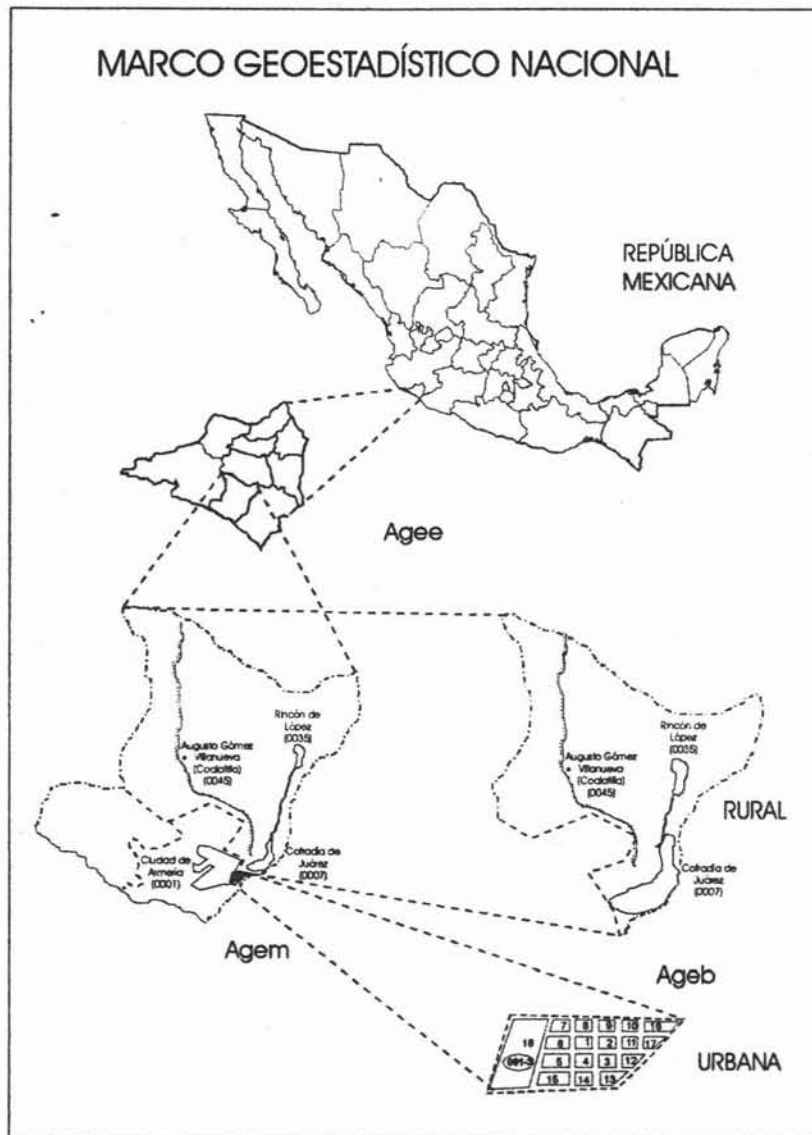 MARCO GEOESTADÍSTICO NACIONAL
REPÚBLICA
MEXICANA
Agee
Rincón de
López
(0035)
Augusto Gómez
Villanueva
(Coalatilla)
(0045)
Ciudad de
Armería
(0001)
Cofradía de
Juárez
(0007)
Agem
Rincón de
López
(0035)
Augusto Gómez
Villanueva
(Coalatilla)
(0045)
RURAL
Cofradía de
Juárez
(0007)
Ageb
7 8 9 10 16
18 6 1 2 11 17
5 4 3 12
15 14 13
URBANA